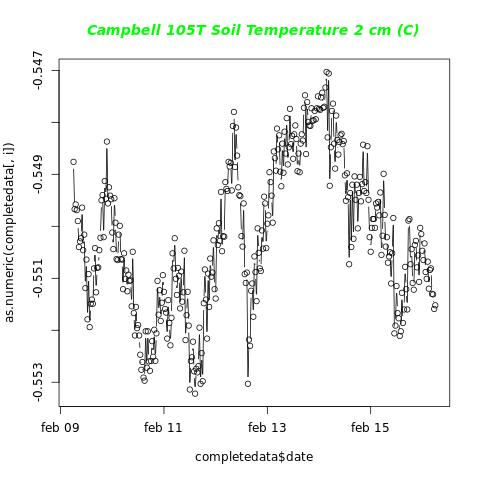 Campbell 105T Soil Temperature 2 cm (C)
as.numeric(completedata[, i])
-0.547
-0.549
-0.551
-0.553
feb 09
feb 11
feb 13
feb 15
completedata$date